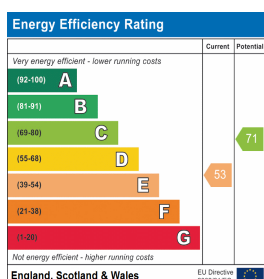 Energy Efficiency Rating
Current Potential
Very energy efficient - lower running costs
(92-100) A
(81-91) B
(69-80) C
71
(55-68) D
53
(39-54) E
(21-38) F
(1-20) G
Not energy efficient - higher running costs
England, Scotland & Wales
EU Directive